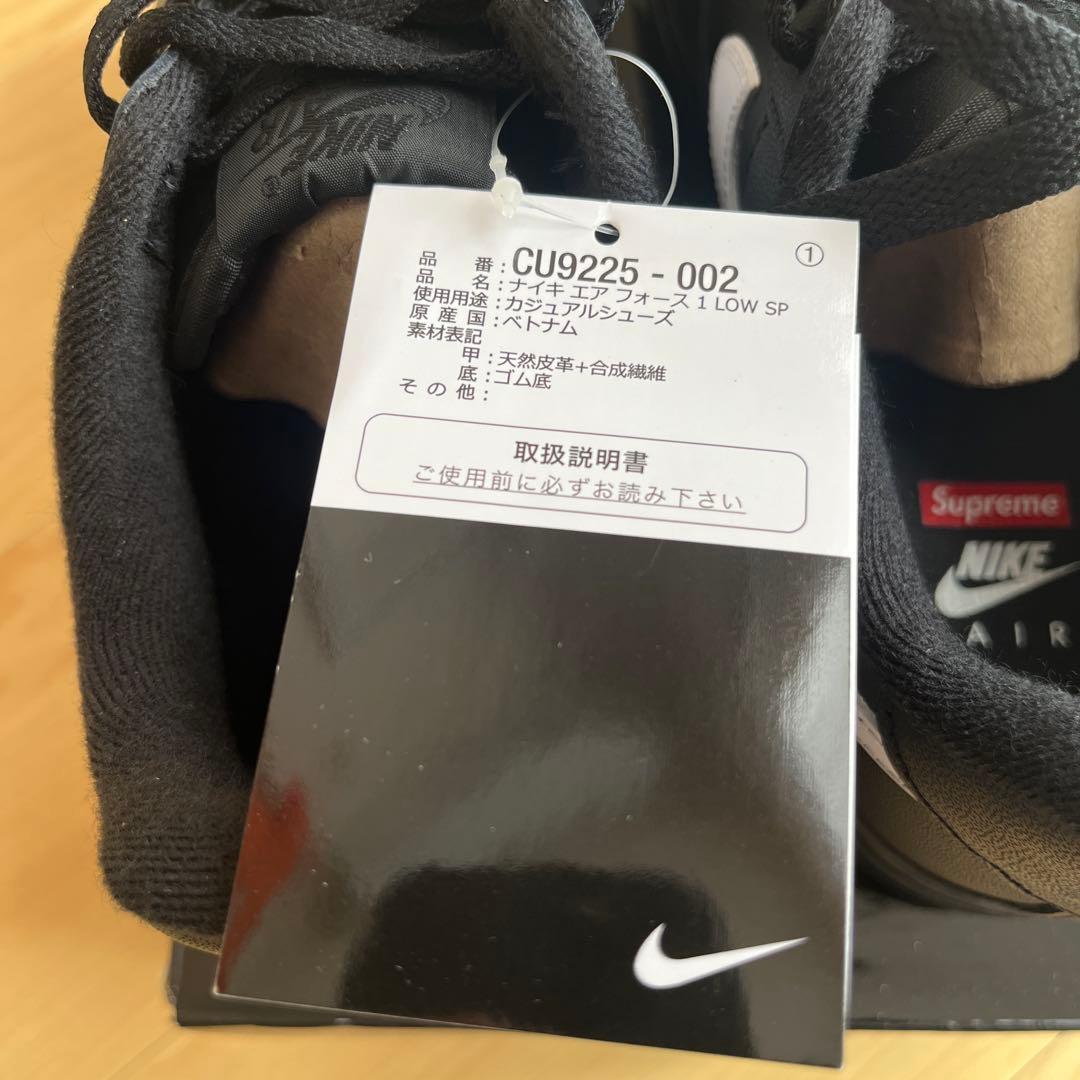 NIKE
AIR
®
①
品番：CU9225 - 002
品名：ナイキ エア フォース 1 LOW SP
使用用途：カジュアルシューズ
原産国：ベトナム
素材表記
甲：天然皮革+合成繊維
底：ゴム底
その他：
取扱説明書
ご使用前に必ずお読み下さい
Supreme
NIKE
AIR